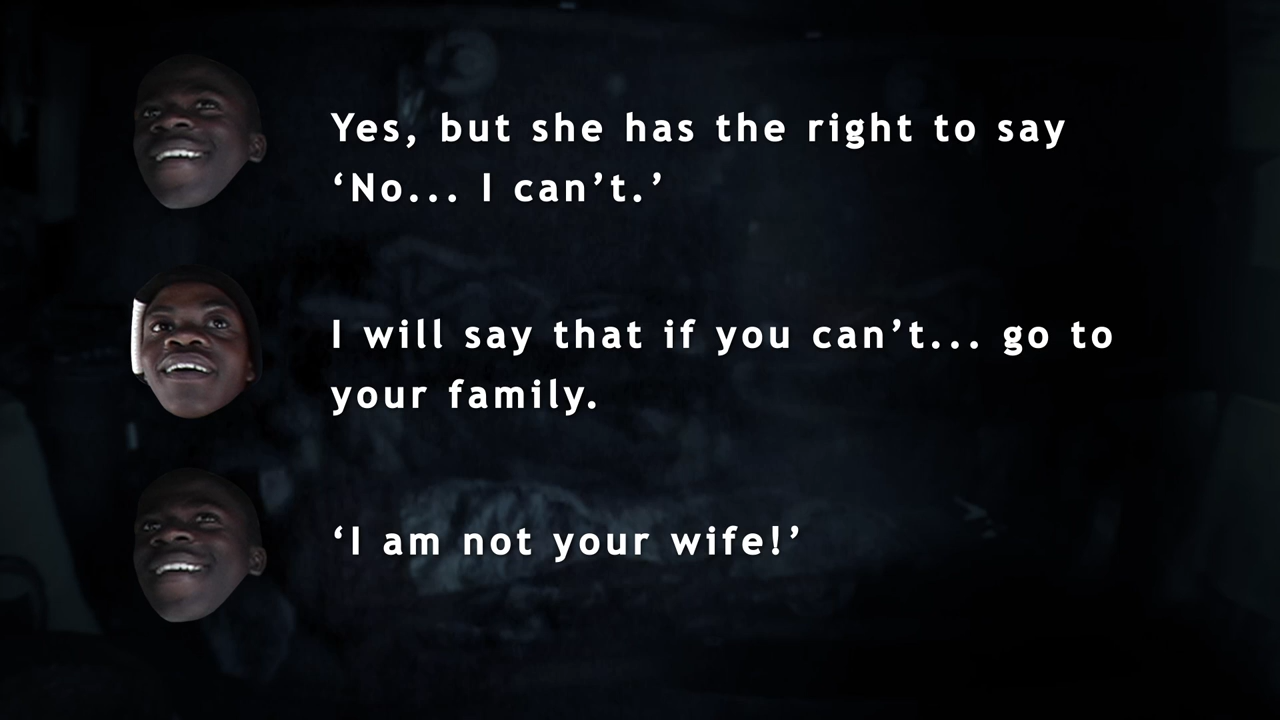 Yes, but she has the right to say
‘No... I can’t.’
I will say that if you can’t... go to
your family.
‘I am not your wife!’